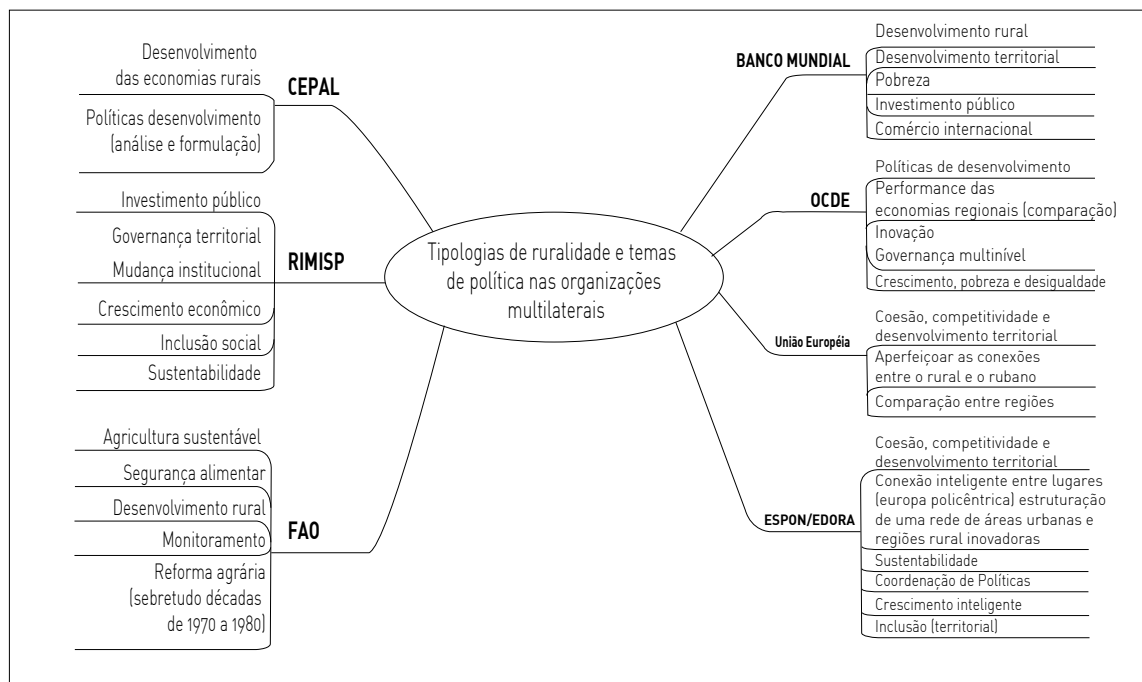 Desenvolvimento
das economias rurais
CEPAL
Políticas desenvolvimento
(análise e formulação)
Investimento público
Governança territorial
RIMISP
Mudança institucional
Crescimento econômico
Inclusão social
Sustentabilidade
Agricultura sustentável
Segurança alimentar
Desenvolvimento rural
FAO
Monitoramento
Reforma agrária
(sebretudo décadas
de 1970 a 1980)
Tipologias de ruralidade e temas
de política nas organizações
multilaterais
BANCO MUNDIAL
Desenvolvimento rural
Desenvolvimento territorial
Pobreza
Investimento público
Comércio internacional
OCDE
Políticas de desenvolvimento
Performance das
economias regionais (comparação)
Inovação
Governança multinível
Crescimento, pobreza e desigualdade
União Européia
Coesão, competitividade e
desenvolvimento territorial
Aperfeiçoar as conexões
entre o rural e o rubano
Comparação entre regiões
ESPON/EDORA
Coesão, competitividade e
desenvolvimento territorial
Conexão inteligente entre lugares
(europa policêntrica) estruturação
de uma rede de áreas urbanas e
regiões rural inovadoras
Sustentabilidade
Coordenação de Políticas
Crescimento inteligente
Inclusão (territorial)